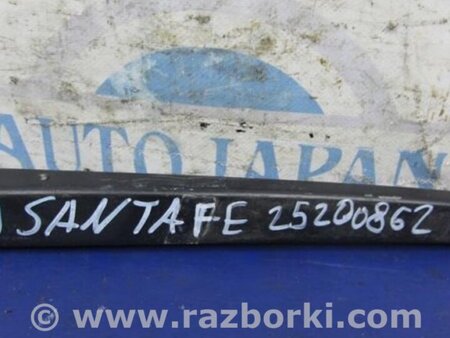 AUTO JAPAN
SANTAFE 25200862
© www.razborki.com